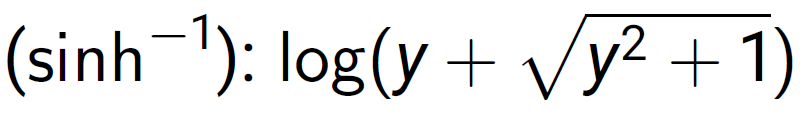 (sinh⁻¹): log(y + √(y² + 1))